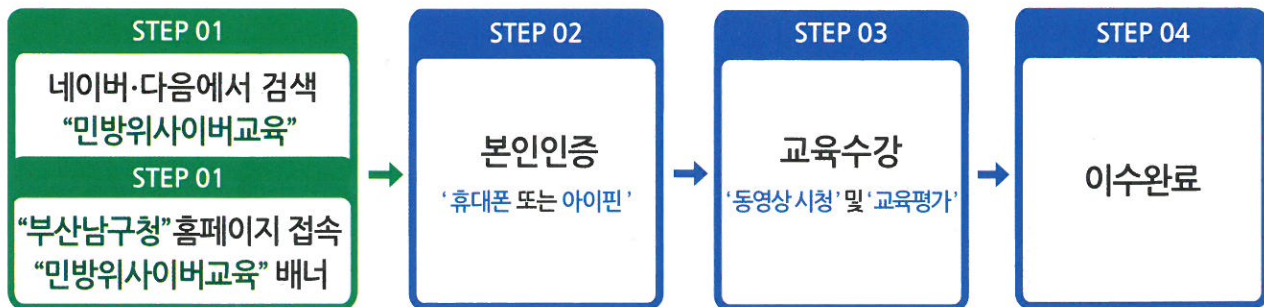 STEP 01
네이버·다음에서 검색
“민방위사이버교육”
STEP 01
“부산남구청” 홈페이지 접속
“민방위사이버교육” 배너
STEP 02
본인인증
‘휴대폰 또는 아이핀’
STEP 03
교육수강
‘동영상 시청’ 및 ‘교육평가’
STEP 04
이수완료